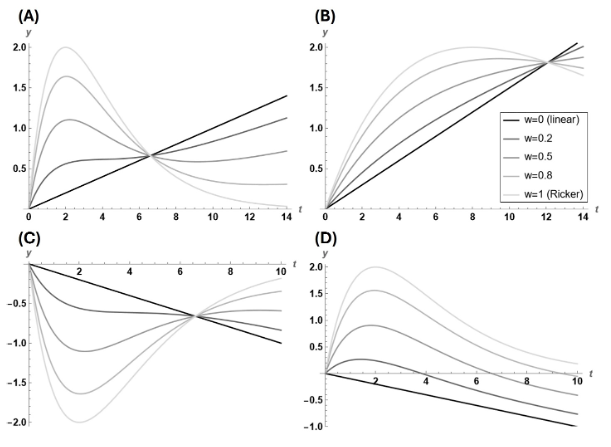 (A)
y
2.0
1.5
1.0
0.5
0 2 4 6 8 10 12 14 t
(B)
y
2.0
1.5
1.0
0.5
0 2 4 6 8 10 12 14 t
w=0 (linear)
w=0.2
w=0.5
w=0.8
w=1 (Ricker)
(C)
y
2 4 6 8 10 t
-0.5
-1.0
-1.5
-2.0
(D)
y
2.0
1.5
1.0
0.5
0 2 4 6 8 10 t
-0.5
-1.0